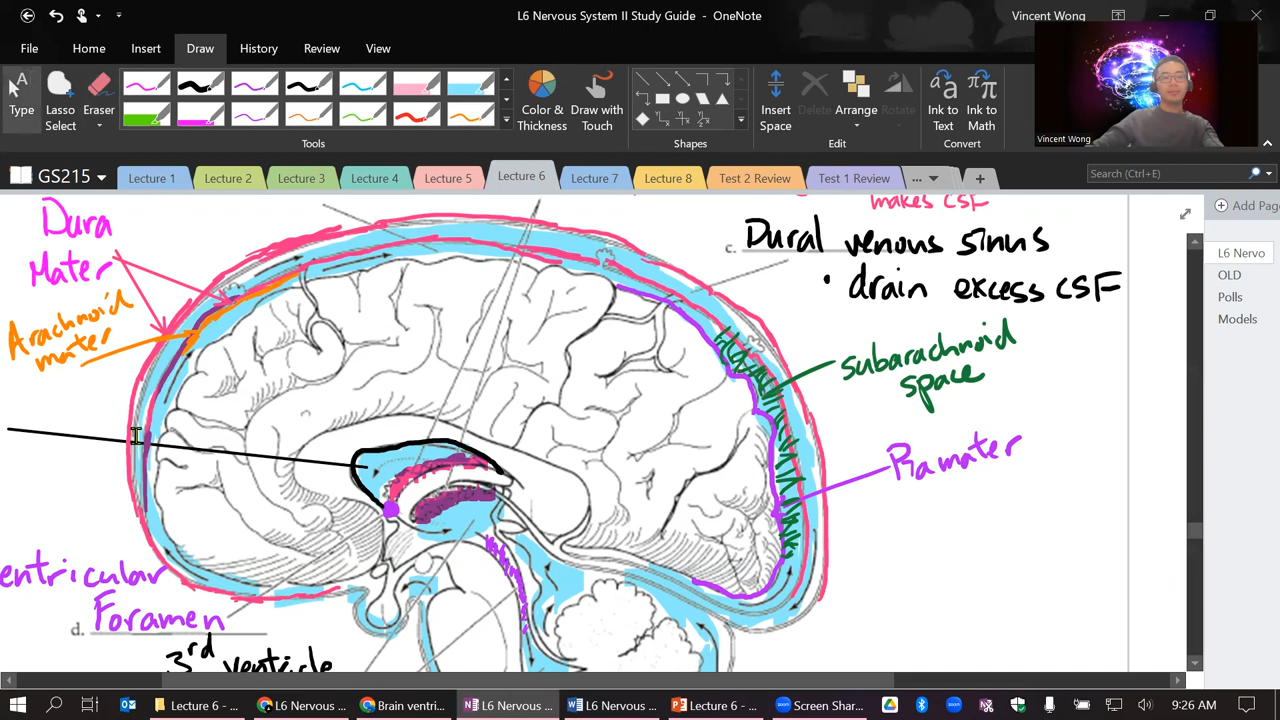 L6 Nervous System II Study Guide - OneNote
Vincent Wong
File
Home
Insert
Draw
History
Review
View
Type
Lasso
Select
Eraser
Color &
Thickness
Draw with
Touch
Insert
Space
Delete
Arrange
Rotate
Ink to
Text
Ink to
Math
Tools
Shapes
Edit
Convert
Vincent Wong
GS215
Lecture 1
Lecture 2
Lecture 3
Lecture 4
Lecture 5
Lecture 6
Lecture 7
Lecture 8
Test 2 Review
Test 1 Review
...
Search (Ctrl+E)
Add Pag
L6 Nervo
OLD
Polls
Models
makes CSF
c. Dural venous sinus
• drain excess CSF
Dura
Mater
Arachnoid
mater
subarachnoid
space
Pia mater
entricular
Foramen
d.
3rd ventricle
Lecture 6 - ...
L6 Nervous ...
Brain ventri...
L6 Nervous ...
L6 Nervous ...
Lecture 6 - ...
Screen Shar...
9:26 AM